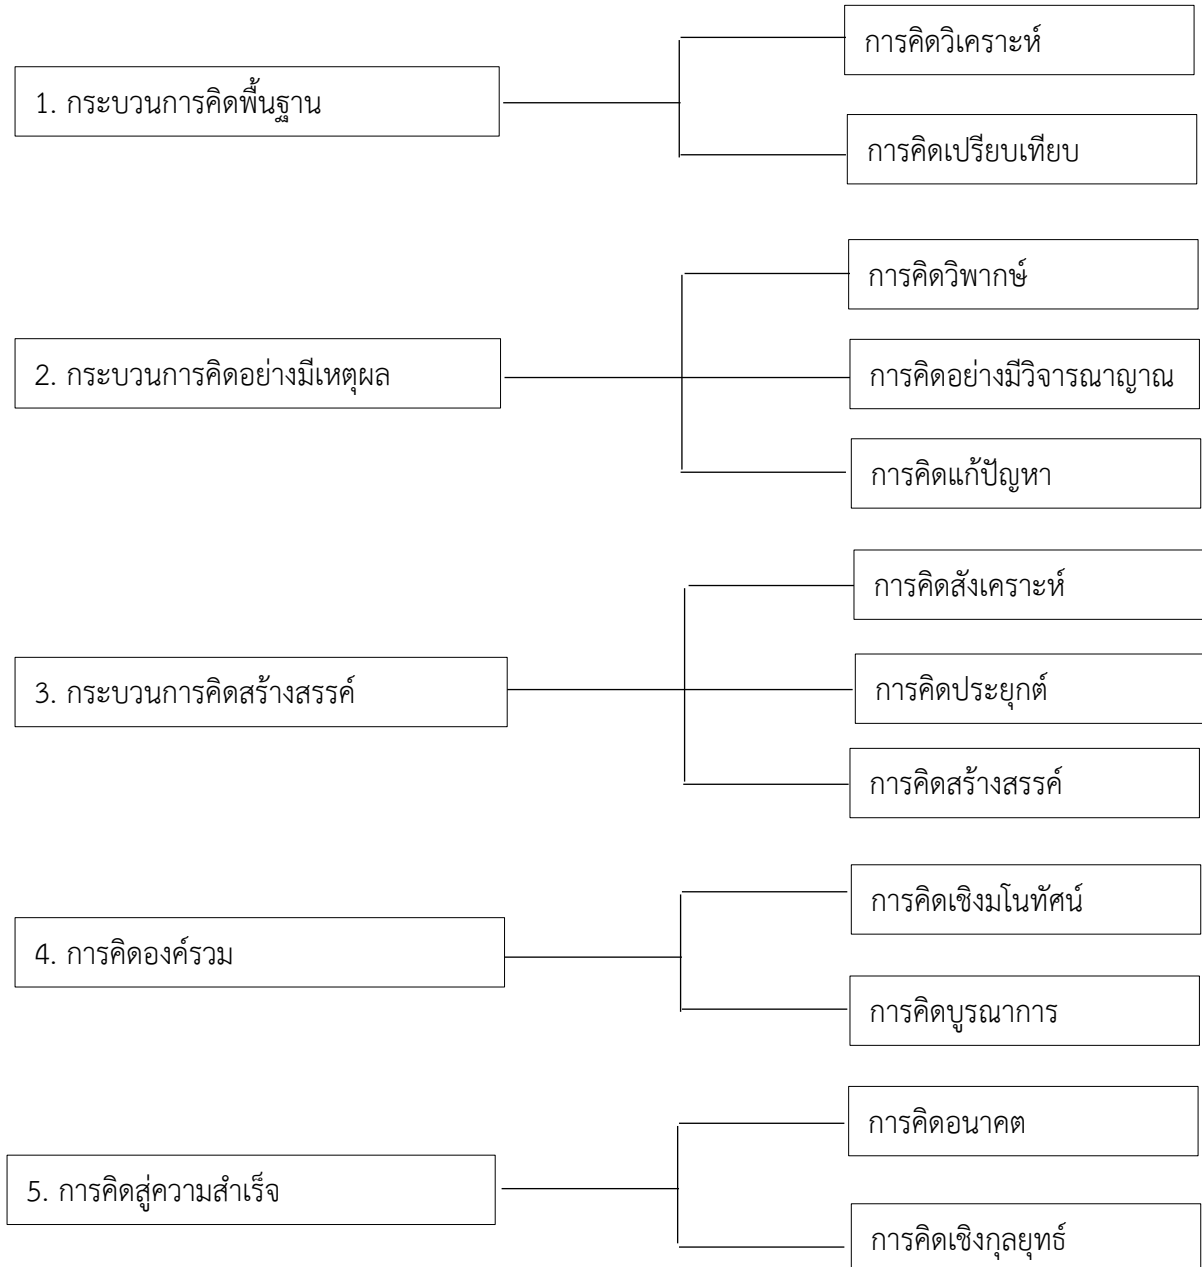 การคิดวิเคราะห์
1. กระบวนการคิดพื้นฐาน
การคิดเปรียบเทียบ
การคิดวิพากษ์
2. กระบวนการคิดอย่างมีเหตุผล
การคิดอย่างมีวิจารณาญาณ
การคิดแก้ปัญหา
การคิดสังเคราะห์
3. กระบวนการคิดสร้างสรรค์
การคิดประยุกต์
การคิดสร้างสรรค์
การคิดเชิงมโนทัศน์
4. การคิดองค์รวม
การคิดบูรณาการ
การคิดอนาคต
5. การคิดสู่ความสำเร็จ
การคิดเชิงกุลยุทธ์